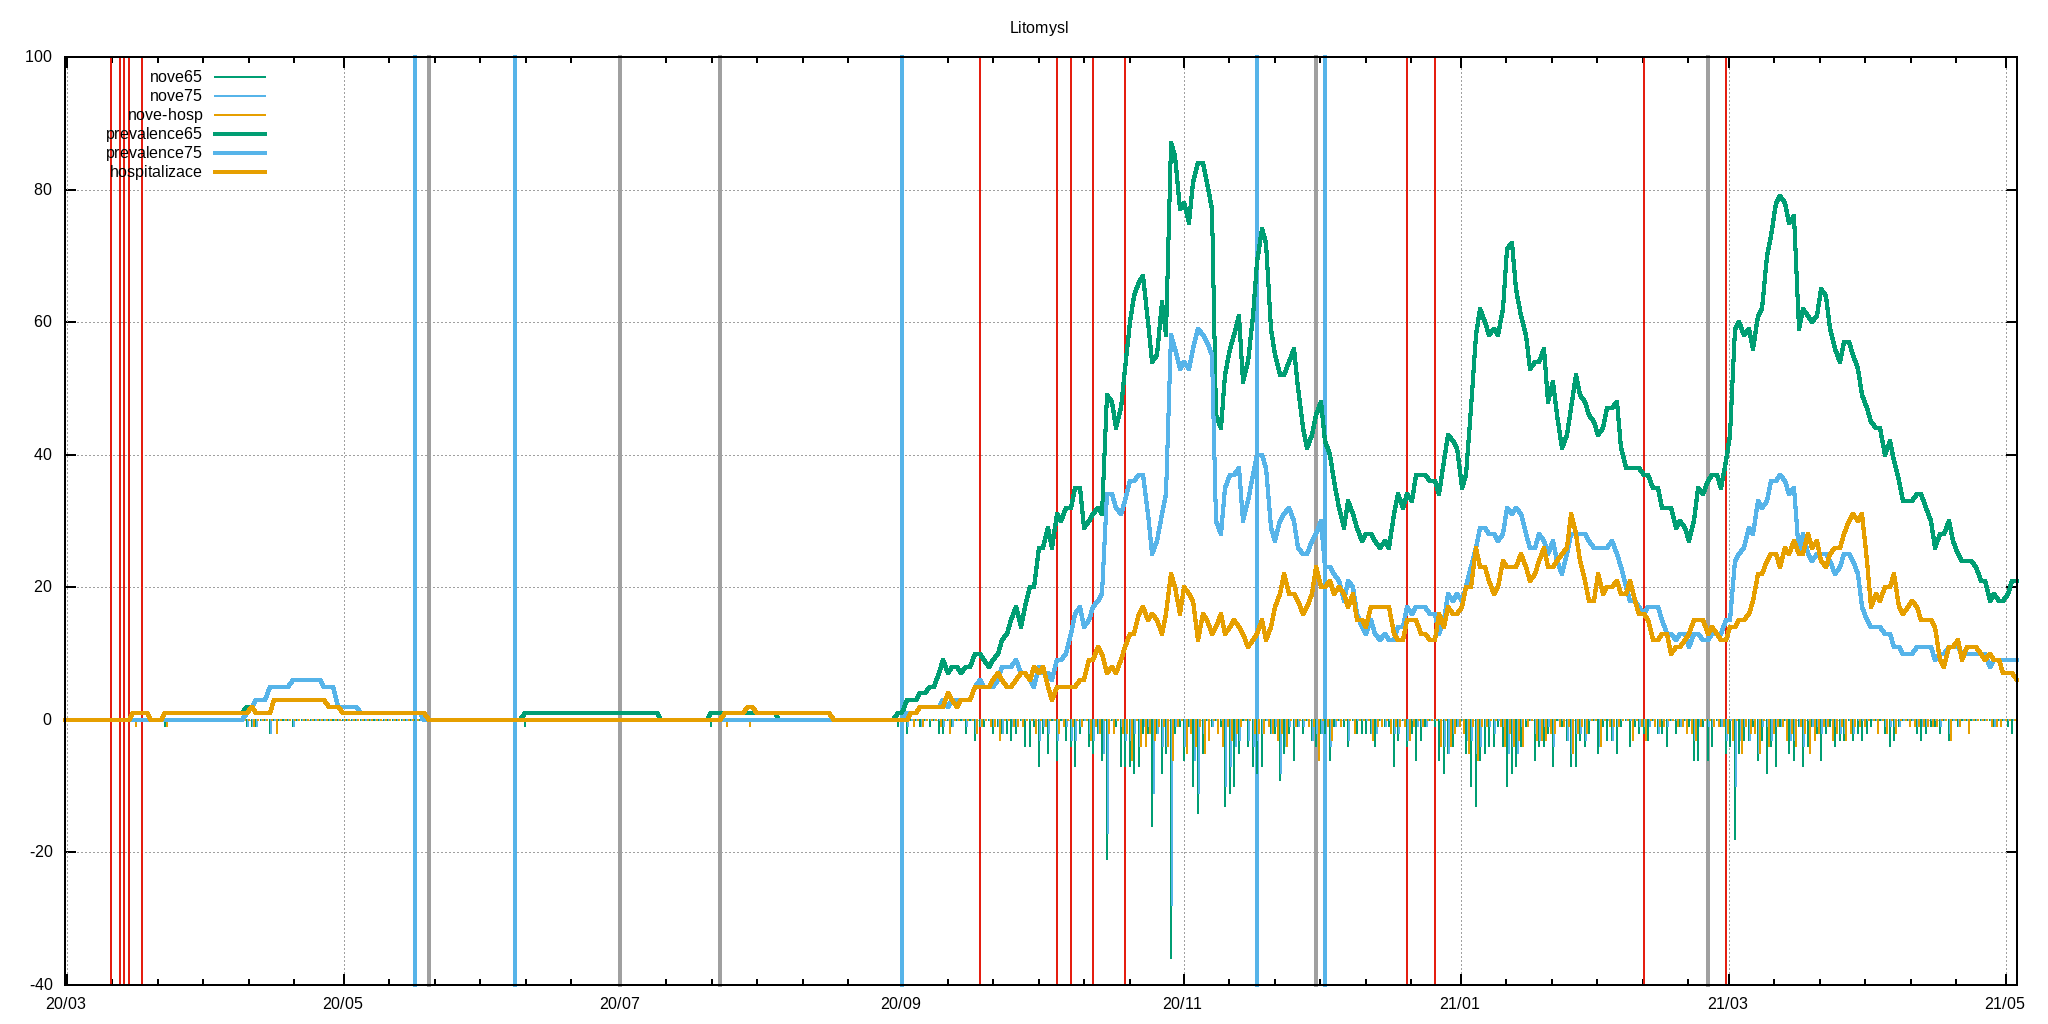 Litomysl
100
nove65
nove75
nove-hosp
prevalence65
prevalence75
hospitalizace
80
60
40
20
0
-20
-40
20/03 20/05 20/07 20/09 20/11 21/01 21/03 21/05